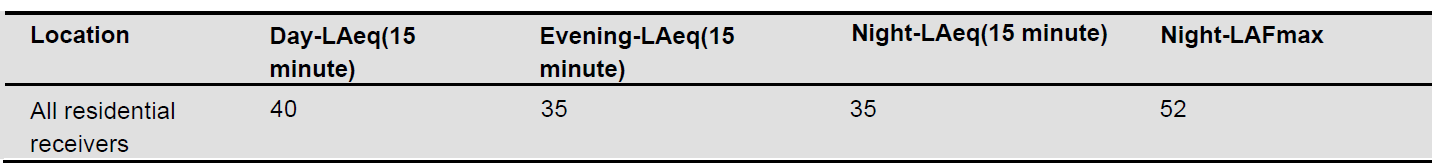 Location Day-LAeq(15 minute) Evening-LAeq(15 minute) Night-LAeq(15 minute) Night-LAFmax
All residential receivers 40 35 35 52